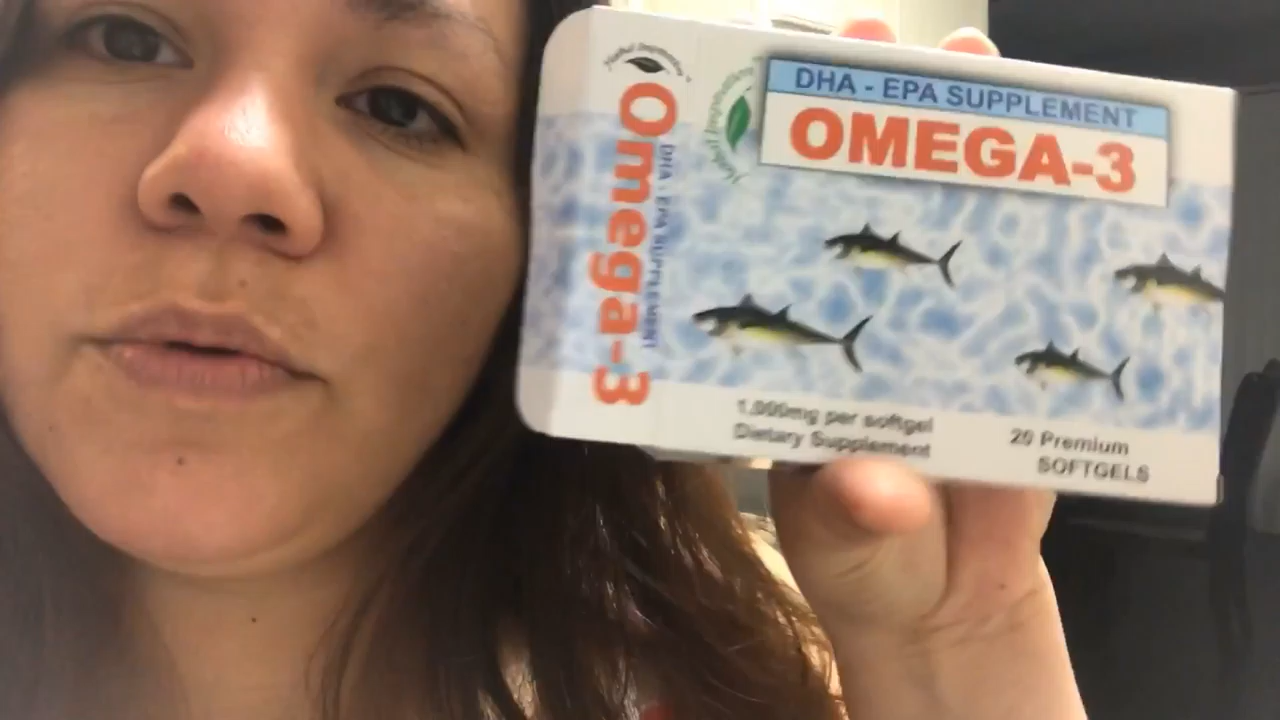 Omega-3
DHA - EPA SUPPLEMENT
DHA - EPA SUPPLEMENT
OMEGA-3
1,000mg per softgel
Dietary Supplement
20 Premium
SOFTGELS